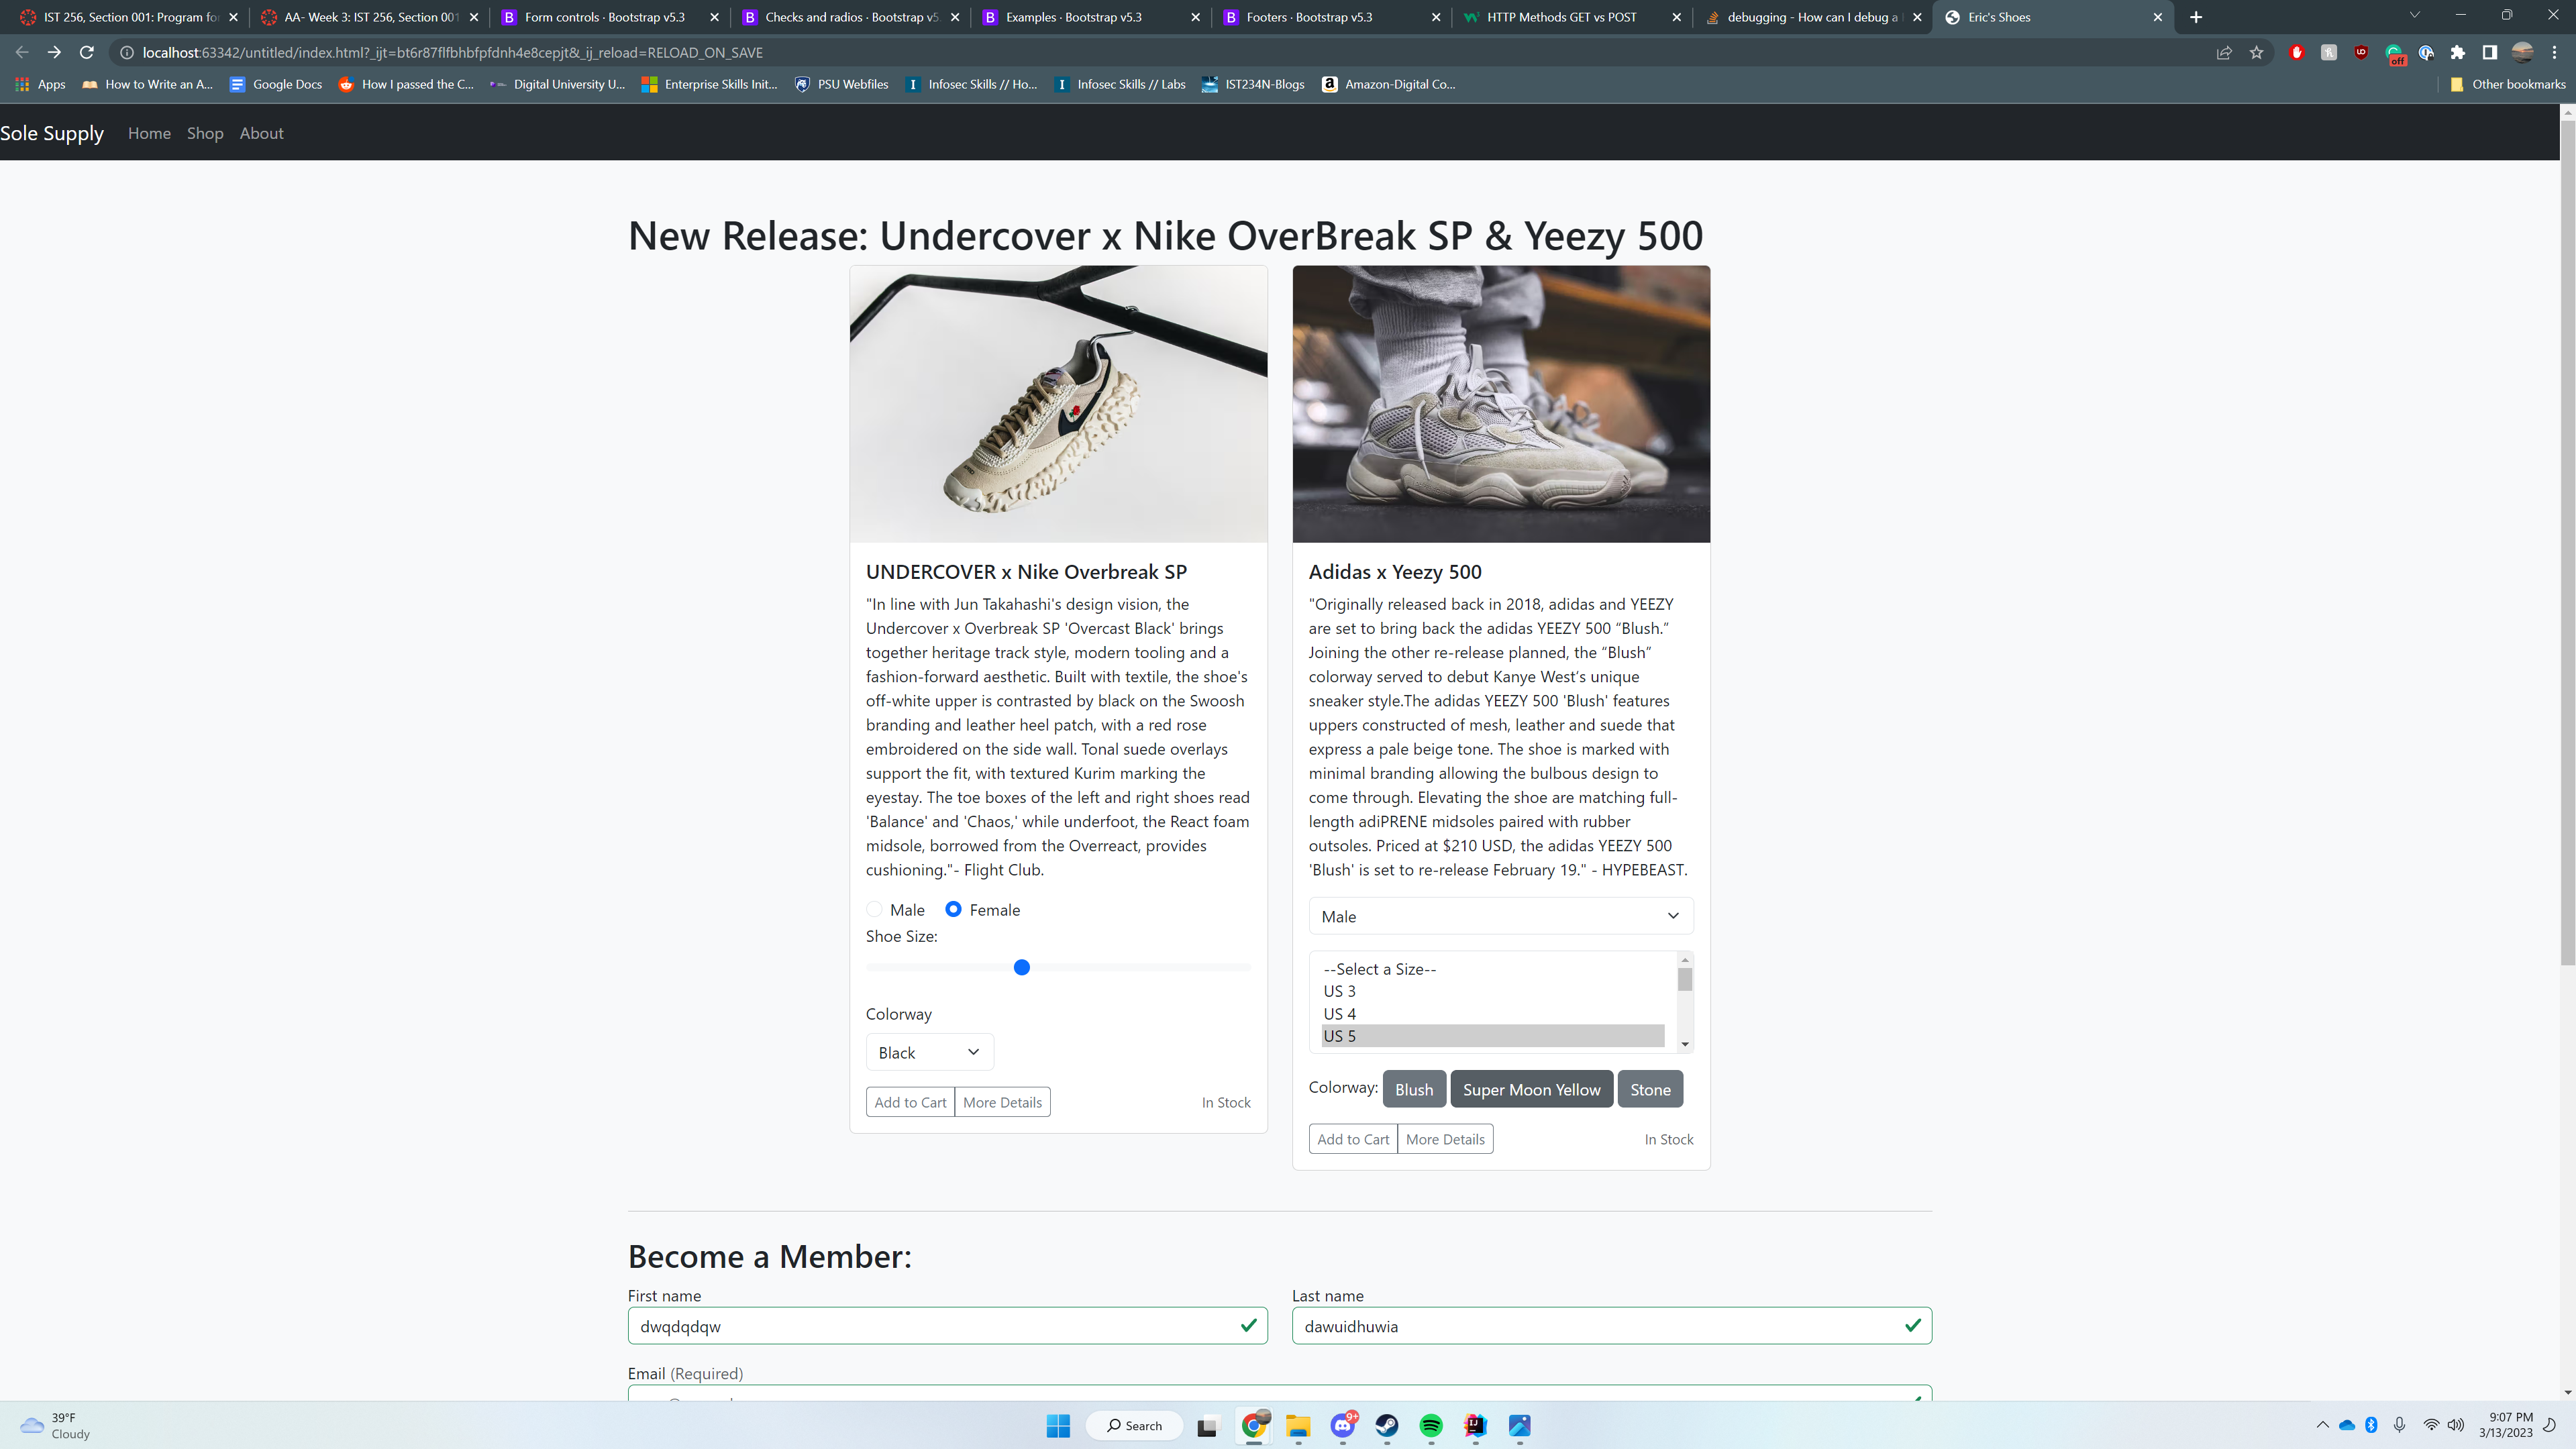 IST 256, Section 001: Program for
AA- Week 3: IST 256, Section 001
Form controls · Bootstrap v5.3
Checks and radios · Bootstrap v5.
Examples · Bootstrap v5.3
Footers · Bootstrap v5.3
HTTP Methods GET vs POST
debugging - How can I debug a
Eric's Shoes
localhost:63342/untitled/index.html?_ijt=bt6r87flfbhbfpfdnh4e8cepjt&_ij_reload=RELOAD_ON_SAVE
off
Apps
How to Write an A...
Google Docs
How I passed the C...
Digital University U...
Enterprise Skills Init...
PSU Webfiles
Infosec Skills // Ho...
Infosec Skills // Labs
IST234N-Blogs
Amazon-Digital Co...
Other bookmarks
Sole Supply Home Shop About
New Release: Undercover x Nike OverBreak SP & Yeezy 500
UNDERCOVER x Nike Overbreak SP
"In line with Jun Takahashi's design vision, the
Undercover x Overbreak SP 'Overcast Black' brings
together heritage track style, modern tooling and a
fashion-forward aesthetic. Built with textile, the shoe's
off-white upper is contrasted by black on the Swoosh
branding and leather heel patch, with a red rose
embroidered on the side wall. Tonal suede overlays
support the fit, with textured Kurim marking the
eyestay. The toe boxes of the left and right shoes read
'Balance' and 'Chaos,' while underfoot, the React foam
midsole, borrowed from the Overreact, provides
cushioning."- Flight Club.
Male Female
Shoe Size:
Colorway
Black
Add to Cart More Details In Stock
Adidas x Yeezy 500
"Originally released back in 2018, adidas and YEEZY
are set to bring back the adidas YEEZY 500 “Blush.”
Joining the other re-release planned, the “Blush”
colorway served to debut Kanye West’s unique
sneaker style.The adidas YEEZY 500 'Blush' features
uppers constructed of mesh, leather and suede that
express a pale beige tone. The shoe is marked with
minimal branding allowing the bulbous design to
come through. Elevating the shoe are matching full-
length adiPRENE midsoles paired with rubber
outsoles. Priced at $210 USD, the adidas YEEZY 500
'Blush' is set to re-release February 19." - HYPEBEAST.
Male
--Select a Size--
US 3
US 4
US 5
Colorway: Blush Super Moon Yellow Stone
Add to Cart More Details In Stock
Become a Member:
First name
dwqdqdqw
Last name
dawuidhuwia
Email (Required)
39°F
Cloudy
Search
9+
9:07 PM
3/13/2023